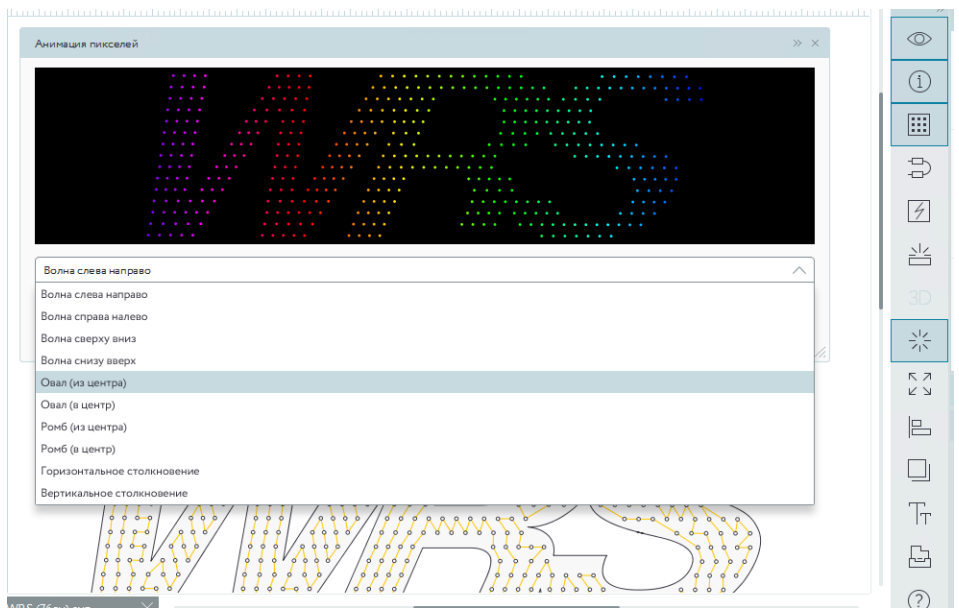 »
Анимация пикселей
» ×
Волна слева направо
Волна слева направо
Волна справа налево
Волна сверху вниз
Волна снизу вверх
Овал (из центра)
Овал (в центр)
Ромб (из центра)
Ромб (в центр)
Горизонтальное столкновение
Вертикальное столкновение
3D
Tт
?